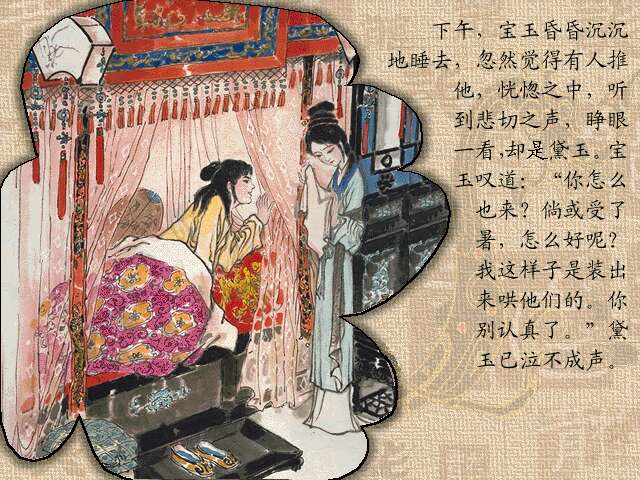 下午，宝玉昏昏沉沉
地睡去，忽然觉得有人推
他，恍惚之中，听
到悲切之声，睁眼
一看，却是黛玉。宝
玉叹道：“你怎么
也来？倘或受了
暑，怎么好呢？
我这样子是装出
来哄他们的。你
别认真了。”黛
玉已泣不成声。